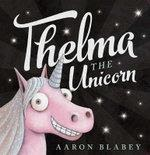 Thelma
THE
Unicorn
AARON BLABEY